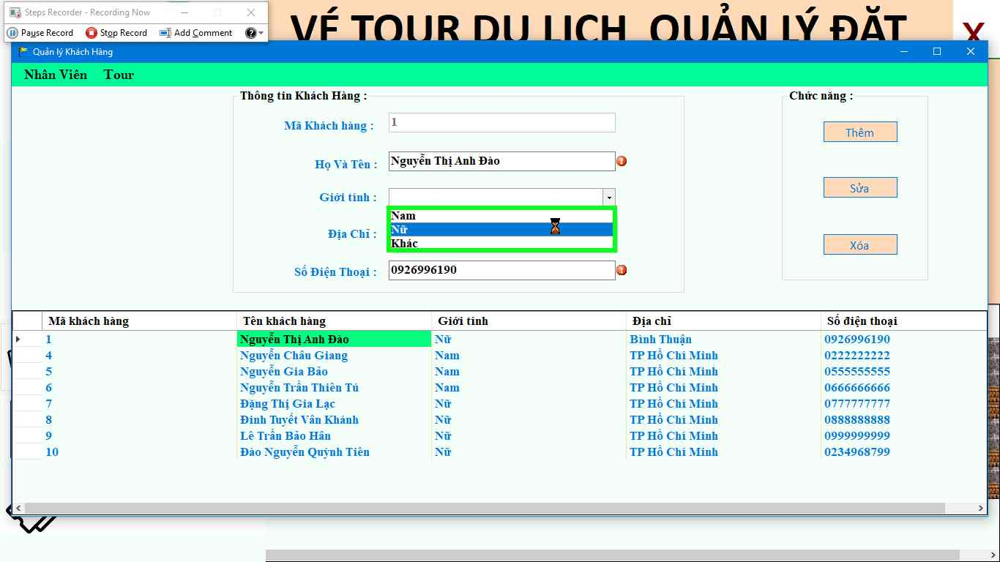 Steps Recorder - Recording Now
Pause Record Stop Record Add Comment ?
VÉ TOUR DU LỊCH QUẢN LÝ ĐẶT
X
Quản lý Khách Hàng
Nhân Viên Tour
Thông tin Khách Hàng :
Mã Khách hàng : 1
Họ Và Tên : Nguyễn Thị Anh Đào
Giới tính :
Nam
Nữ
Khác
Địa Chỉ :
Số Điện Thoại : 0926996190
Chức năng :
Thêm
Sửa
Xóa
Mã khách hàng Tên khách hàng Giới tính Địa chỉ Số điện thoại
1 Nguyễn Thị Anh Đào Nữ Bình Thuận 0926996190
4 Nguyễn Châu Giang Nam TP Hồ Chí Minh 0222222222
5 Nguyễn Gia Bảo Nam TP Hồ Chí Minh 0555555555
6 Nguyễn Trần Thiên Tú Nam TP Hồ Chí Minh 0666666666
7 Đặng Thị Gia Lạc Nữ TP Hồ Chí Minh 0777777777
8 Đinh Tuyết Vân Khánh Nữ TP Hồ Chí Minh 0888888888
9 Lê Trần Bảo Hân Nữ TP Hồ Chí Minh 0999999999
10 Đào Nguyễn Quỳnh Tiên Nữ TP Hồ Chí Minh 0234968799